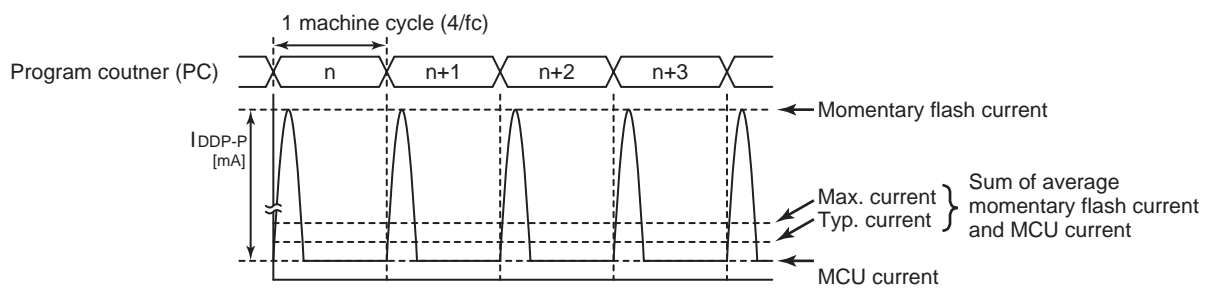 1 machine cycle (4/fc)
Program coutner (PC)
n
n+1
n+2
n+3
Momentary flash current
IDDP-P
[mA]
Max. current
Typ. current
Sum of average
momentary flash current
and MCU current
MCU current